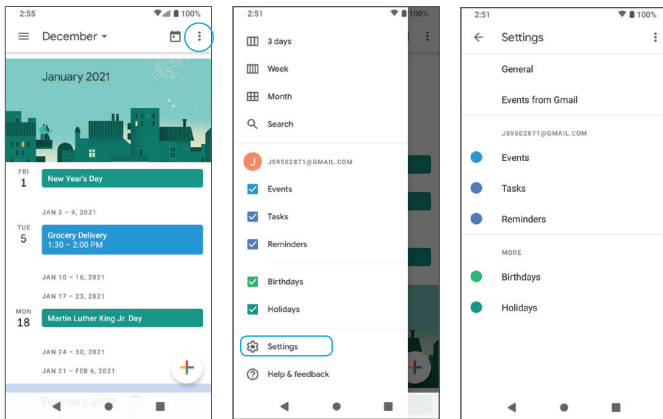 2:55
100%
December
January 2021
FRI
1
New Year's Day
JAN 3 – 9, 2021
TUE
5
Grocery Delivery
1:30 – 2:00 PM
JAN 10 – 16, 2021
JAN 17 – 23, 2021
MON
18
Martin Luther King Jr. Day
JAN 24 – 30, 2021
JAN 31 – FEB 6, 2021
February 2021
2:51
100%
3 days
Week
Month
Search
J
JS9502871@GMAIL.COM
Events
Tasks
Reminders
Birthdays
Holidays
Settings
Help & feedback
2:51
100%
Settings
General
Events from Gmail
JS9502871@GMAIL.COM
Events
Tasks
Reminders
MORE
Birthdays
Holidays